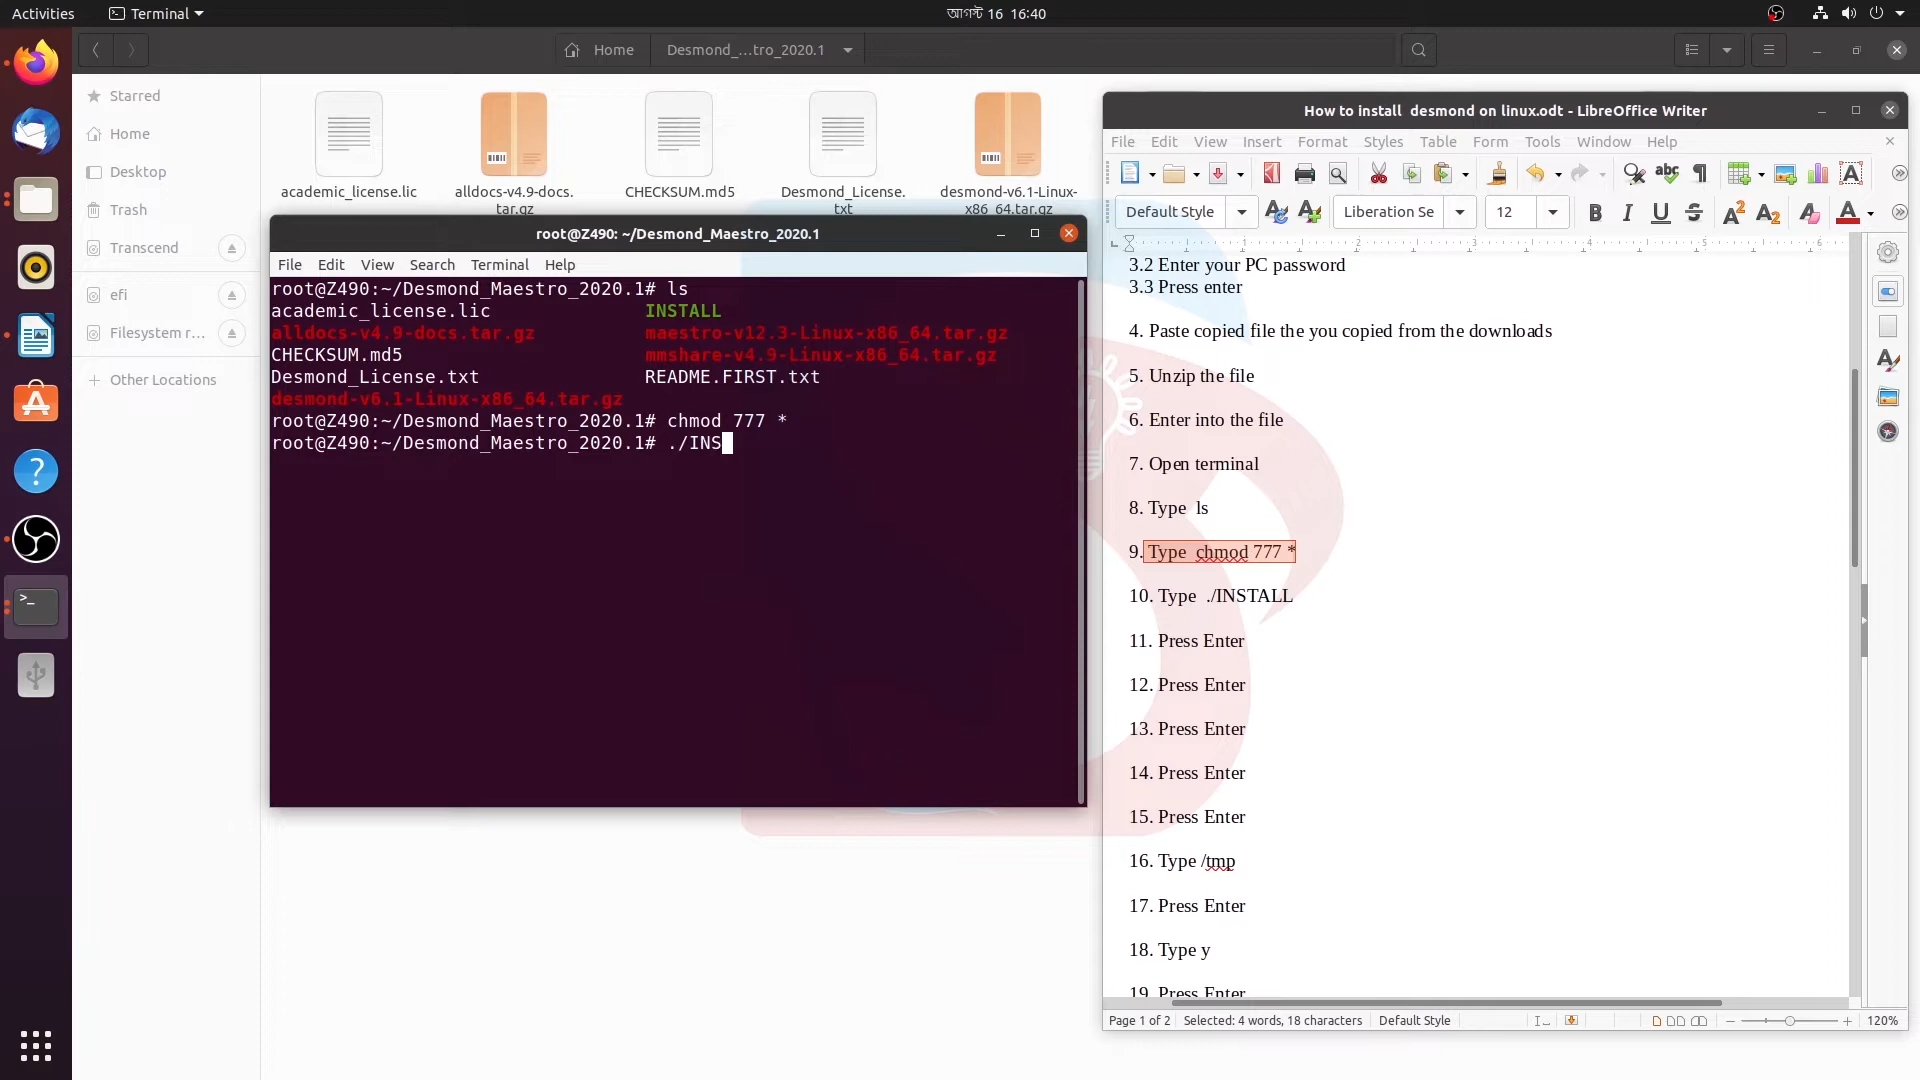 Activities
Terminal
আগস্ট 16 16:40
Home
Desmond_...tro_2020.1
Starred
Home
Desktop
Trash
Transcend
efi
Filesystem r...
Other Locations
academic_license.lic
alldocs-v4.9-docs.
tar.gz
CHECKSUM.md5
Desmond_License.
txt
desmond-v6.1-Linux-
x86_64.tar.gz
root@Z490: ~/Desmond_Maestro_2020.1
File Edit View Search Terminal Help
root@Z490:~/Desmond_Maestro_2020.1# ls
academic_license.lic INSTALL
alldocs-v4.9-docs.tar.gz maestro-v12.3-Linux-x86_64.tar.gz
CHECKSUM.md5 mmshare-v4.9-Linux-x86_64.tar.gz
Desmond_License.txt README.FIRST.txt
desmond-v6.1-Linux-x86_64.tar.gz
root@Z490:~/Desmond_Maestro_2020.1# chmod 777 *
root@Z490:~/Desmond_Maestro_2020.1# ./INS
How to install desmond on linux.odt - LibreOffice Writer
File Edit View Insert Format Styles Table Form Tools Window Help
Default Style
Liberation Se
12
3.2 Enter your PC password
3.3 Press enter
4. Paste copied file the you copied from the downloads
5. Unzip the file
6. Enter into the file
7. Open terminal
8. Type ls
9. Type chmod 777 *
10. Type ./INSTALL
11. Press Enter
12. Press Enter
13. Press Enter
14. Press Enter
15. Press Enter
16. Type /tmp
17. Press Enter
18. Type y
19. Press Enter
Page 1 of 2 Selected: 4 words, 18 characters Default Style 120%